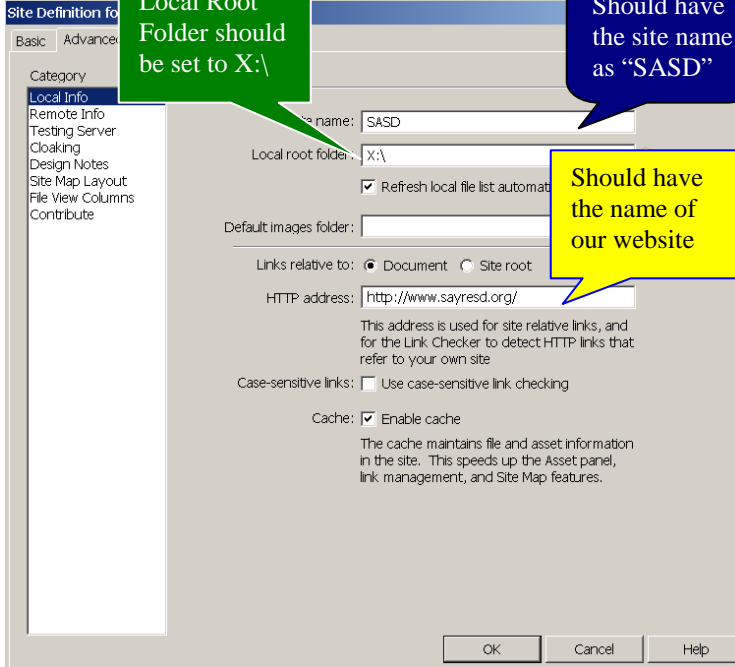 Site Definition fo
Local Root
Folder should
be set to X:\
Should have
the site name
as “SASD”
Basic Advanced
Category
Local Info
Remote Info
Testing Server
Cloaking
Design Notes
Site Map Layout
File View Columns
Contribute
name: SASD
Local root folder: X:\
Refresh local file list automat
Should have
the name of
our website
Default images folder:
Links relative to: Document Site root
HTTP address: http://www.sayresd.org/
This address is used for site relative links, and
for the Link Checker to detect HTTP links that
refer to your own site
Case-sensitive links: Use case-sensitive link checking
Cache: Enable cache
The cache maintains file and asset information
in the site. This speeds up the Asset panel,
link management, and Site Map features.
OK Cancel Help